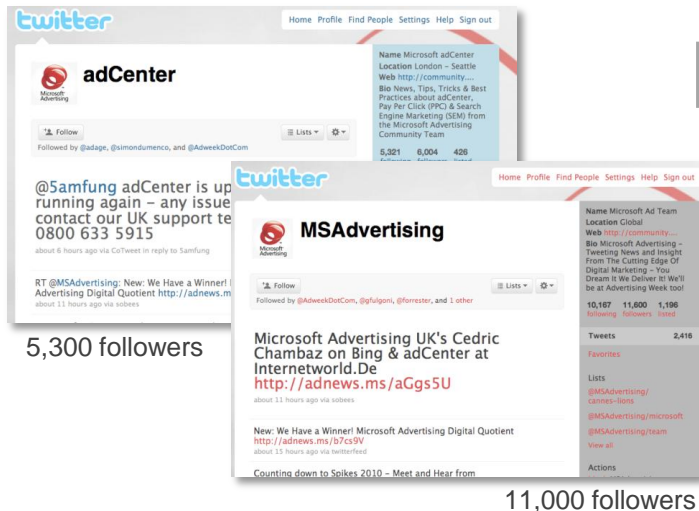 twitter
Home Profile Find People Settings Help Sign out
Microsoft
Advertising
adCenter
Follow
Lists
Followed by @adage, @simondumenco, and @AdweekDotCom
@5amfung adCenter is up
running again – any issue
contact our UK support te
0800 633 5915
about 6 hours ago via CoTweet in reply to 5amfung
RT @MSAdvertising: New: We Have a Winner!
Advertising Digital Quotient http://adnews.m
about 11 hours ago via sobees
Name Microsoft adCenter
Location London – Seattle
Web http://community....
Bio News, Tips, Tricks & Best
Practices about adCenter,
Pay Per Click (PPC) & Search
Engine Marketing (SEM) from
the Microsoft Advertising
Community Team
5,321 6,004 426
following followers listed
5,300 followers
twitter
Home Profile Find People Settings Help Sign out
Microsoft
Advertising
MSAdvertising
Follow
Lists
Followed by @AdweekDotCom, @gfulgoni, @forrester, and 1 other
Microsoft Advertising UK's Cedric
Chambaz on Bing & adCenter at
Internetworld.De
http://adnews.ms/aGgs5U
about 11 hours ago via sobees
New: We Have a Winner! Microsoft Advertising Digital Quotient
http://adnews.ms/b7cs9V
about 15 hours ago via twitterfeed
Counting down to Spikes 2010 – Meet and Hear from
Name Microsoft Ad Team
Location Global
Web http://community....
Bio Microsoft Advertising –
Tweeting News and Insight
From The Cutting Edge Of
Digital Marketing – You
Dream It We Deliver It! We'll
be at Advertising Week too!
10,167 11,600 1,196
following followers listed
Tweets 2,416
Favorites
Lists
@MSAdvertising/
cannes-lions
@MSAdvertising/microsoft
@MSAdvertising/team
View all
Actions
11,000 followers